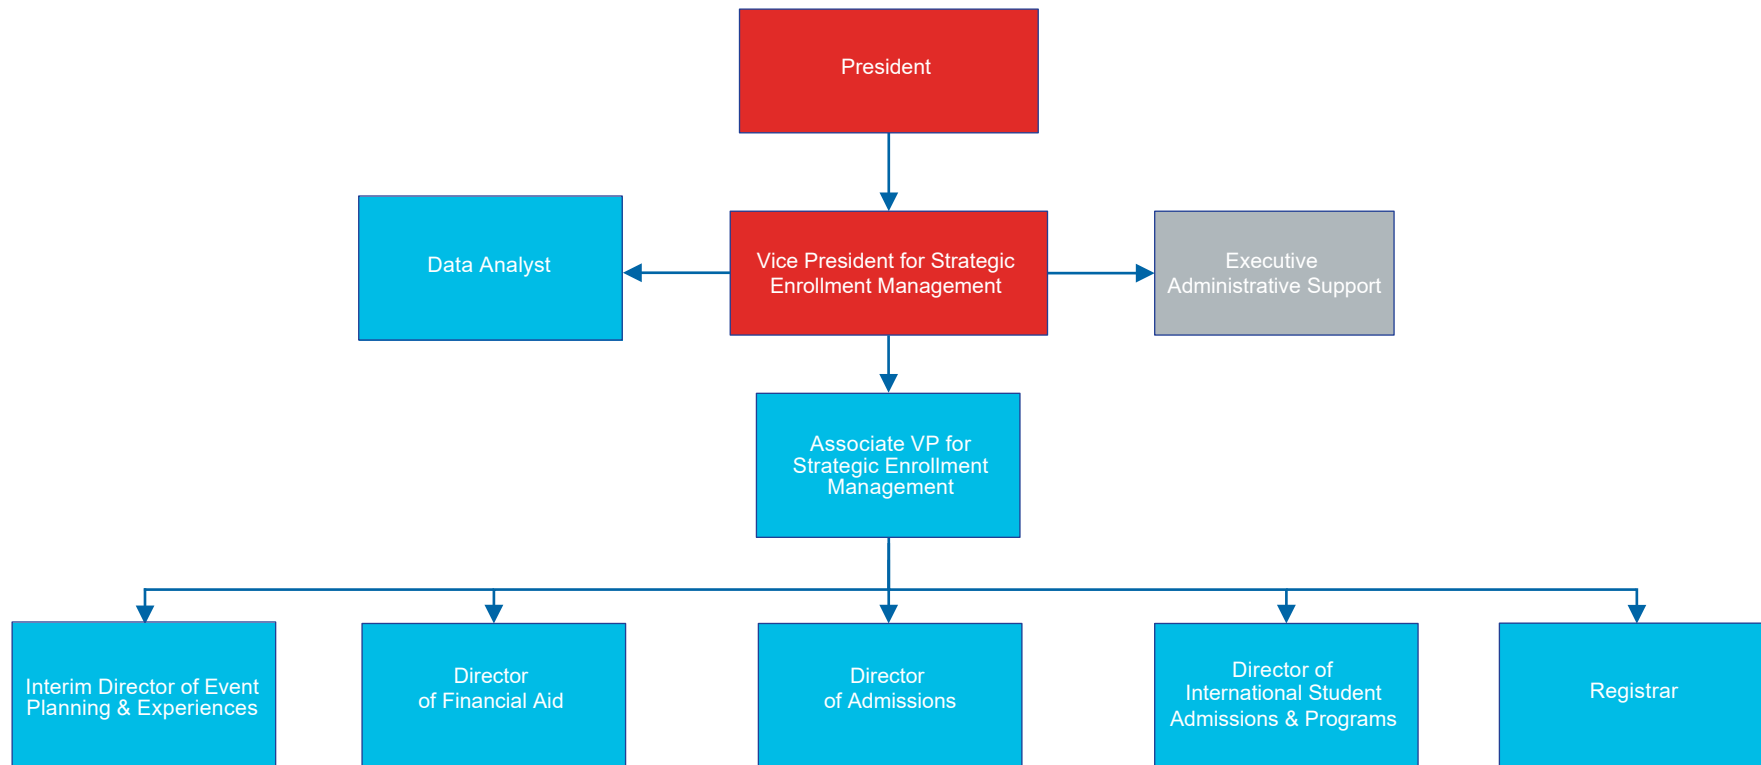 President
Data Analyst
Vice President for Strategic
Enrollment Management
Executive
Administrative Support
Associate VP for
Strategic Enrollment
Management
Interim Director of Event
Planning & Experiences
Director
of Financial Aid
Director
of Admissions
Director of
International Student
Admissions & Programs
Registrar